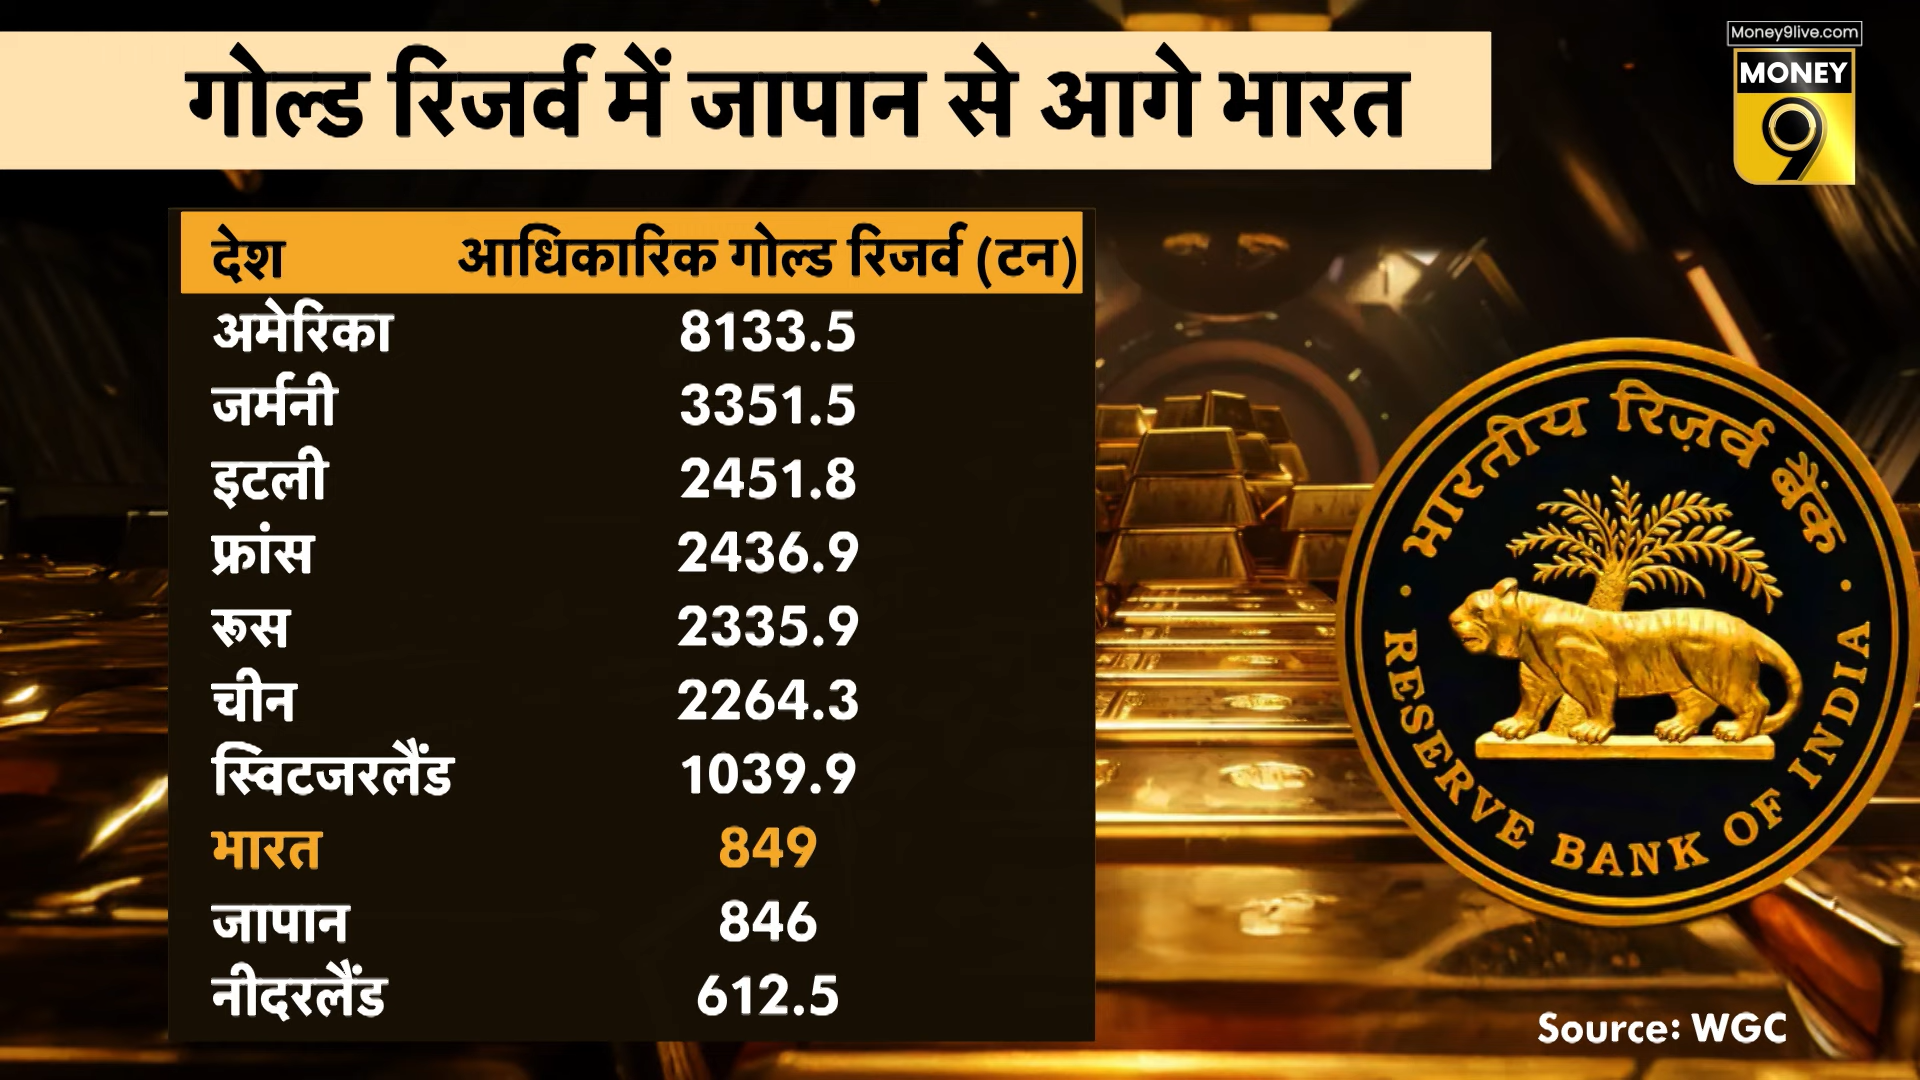 Money9live.com
MONEY
9
गोल्ड रिजर्व में जापान से आगे भारत
देश आधिकारिक गोल्ड रिजर्व (टन)
अमेरिका 8133.5
जर्मनी 3351.5
इटली 2451.8
फ्रांस 2436.9
रूस 2335.9
चीन 2264.3
स्विटजरलैंड 1039.9
भारत 849
जापान 846
नीदरलैंड 612.5
भारतीय रिज़र्व बैंक
RESERVE BANK OF INDIA
Source: WGC